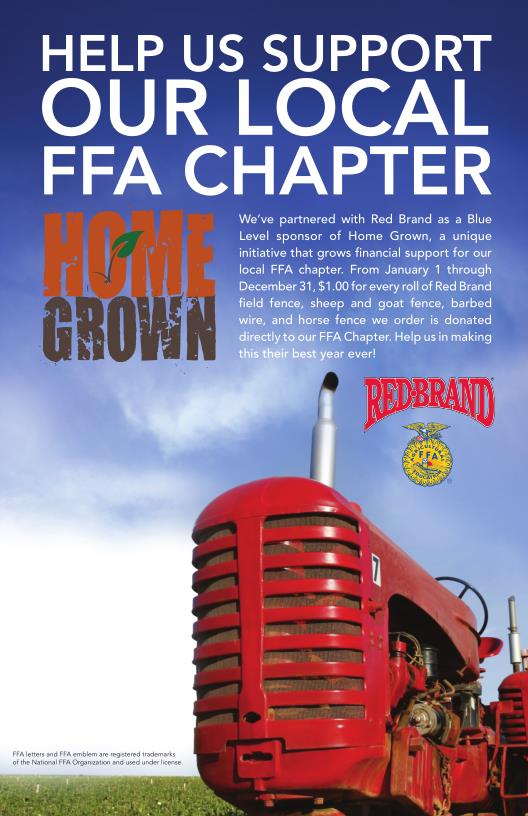 HELP US SUPPORT
OUR LOCAL
FFA CHAPTER
HOME
GROWN
We've partnered with Red Brand as a Blue
Level sponsor of Home Grown, a unique
initiative that grows financial support for our
local FFA chapter. From January 1 through
December 31, $1.00 for every roll of Red Brand
field fence, sheep and goat fence, barbed
wire, and horse fence we order is donated
directly to our FFA Chapter. Help us in making
this their best year ever!
RED BRAND®
AGRICULTURAL
FFA
EDUCATION
®
7
FFA letters and FFA emblem are registered trademarks
of the National FFA Organization and used under license.